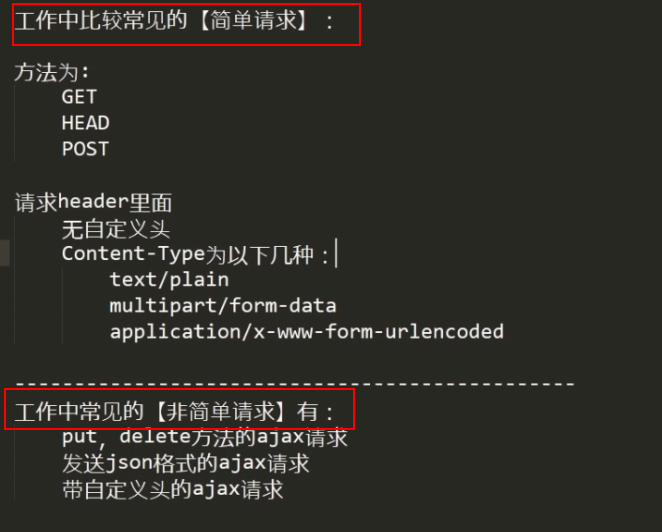 工作中比较常见的【简单请求】：
方法为：
GET
HEAD
POST
请求header里面
无自定义头
Content-Type为以下几种：
text/plain
multipart/form-data
application/x-www-form-urlencoded
-----------------------------------------------
工作中常见的【非简单请求】有：
put, delete方法的ajax请求
发送json格式的ajax请求
带自定义头的ajax请求